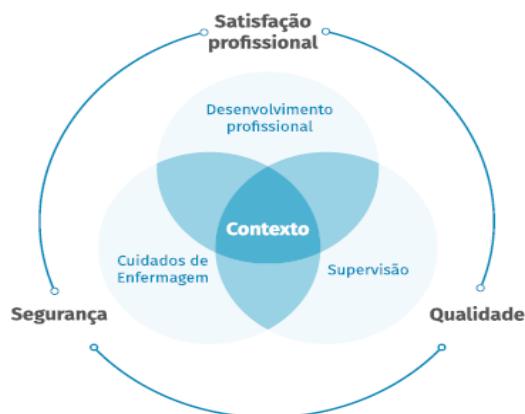 Satisfação
profissional
Desenvolvimento
profissional
Contexto
Cuidados de
Enfermagem
Supervisão
Segurança
Qualidade